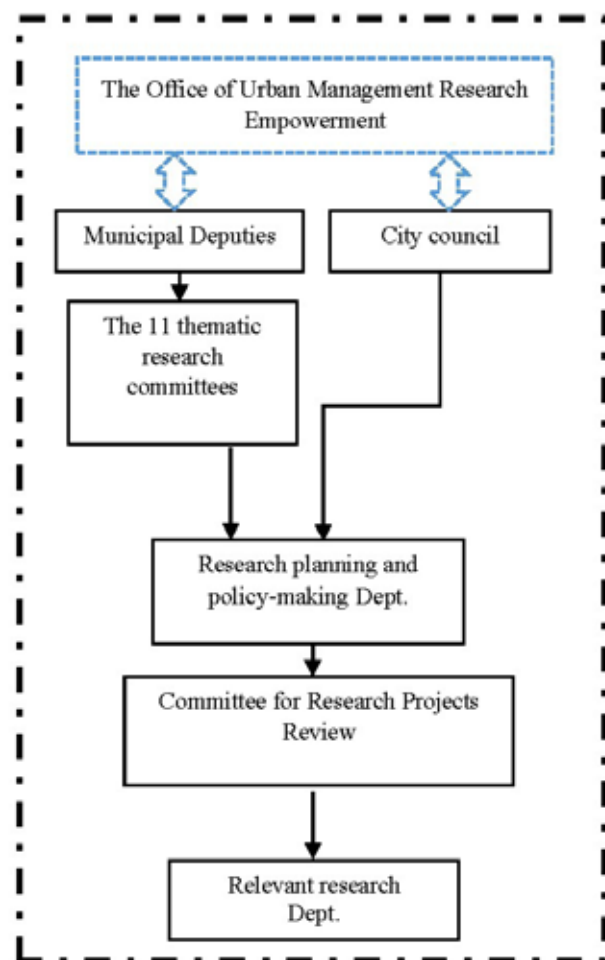 The Office of Urban Management Research
Empowerment
Municipal Deputies
City council
The 11 thematic
research
committees
Research planning and
policy-making Dept.
Committee for Research Projects
Review
Relevant research
Dept.